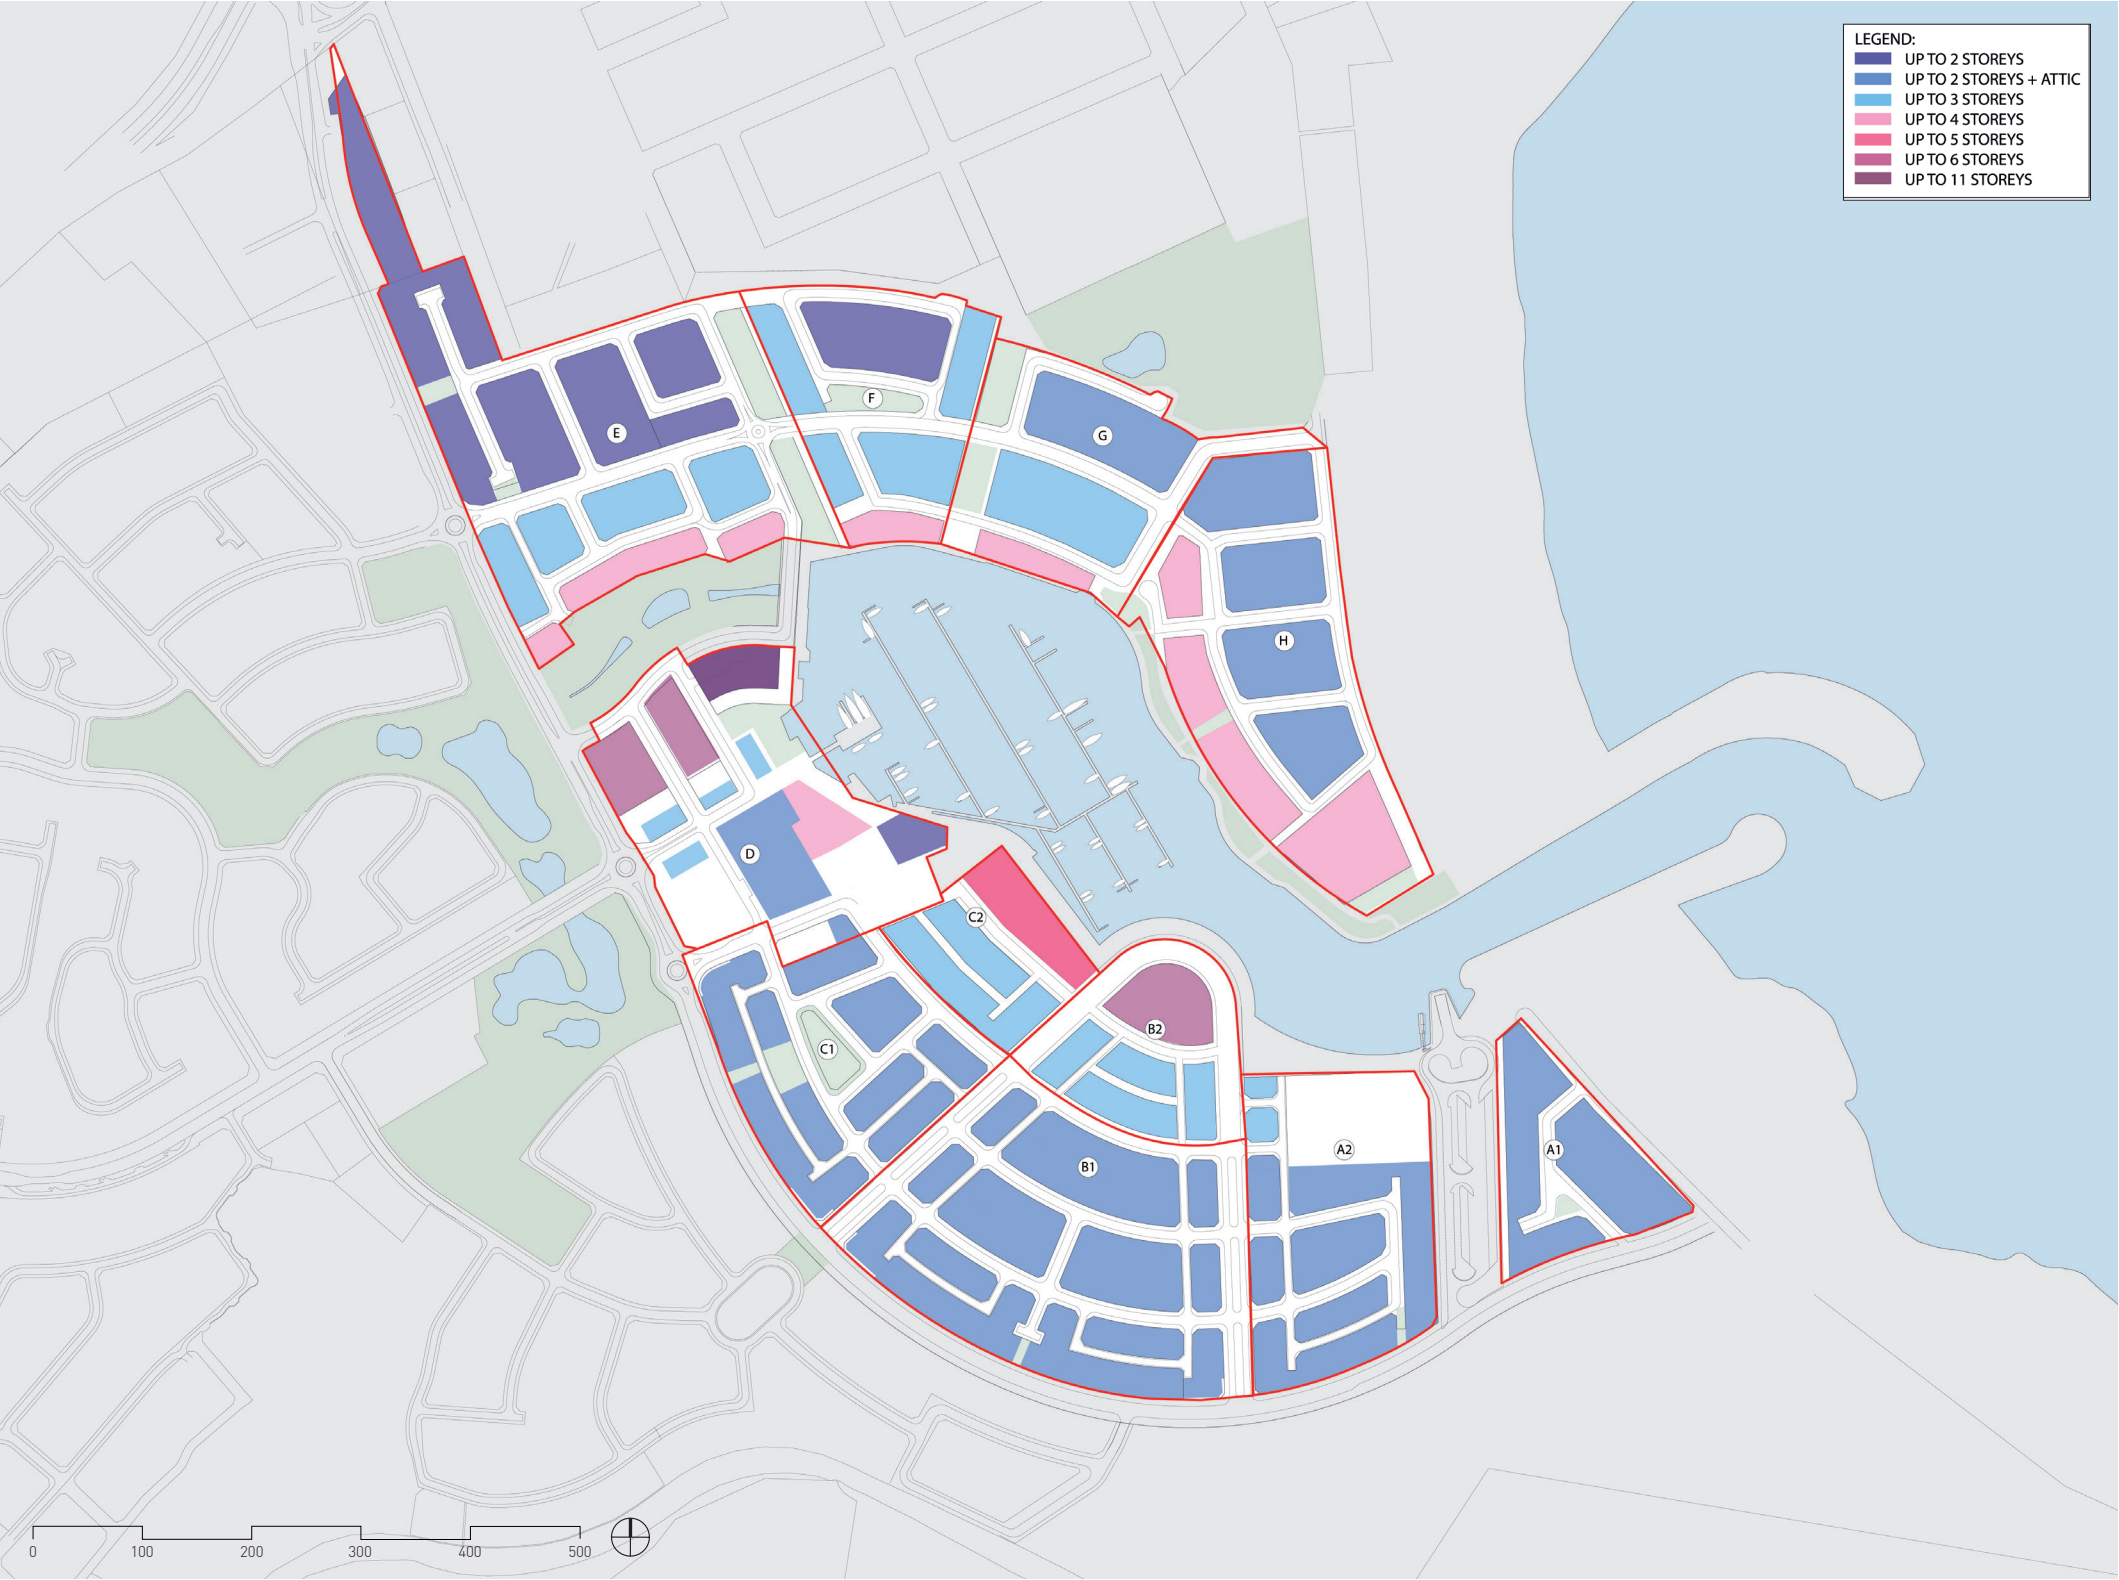 LEGEND:
UP TO 2 STOREYS
UP TO 2 STOREYS + ATTIC
UP TO 3 STOREYS
UP TO 4 STOREYS
UP TO 5 STOREYS
UP TO 6 STOREYS
UP TO 11 STOREYS
F
E
G
H
D
C2
B2
C1
A2
A1
B1
0 100 200 300 400 500